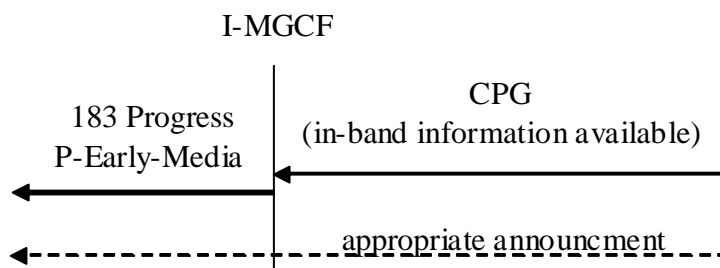 I-MGCF
183 Progress
P-Early-Media
CPG
(in-band information available)
appropriate announcment